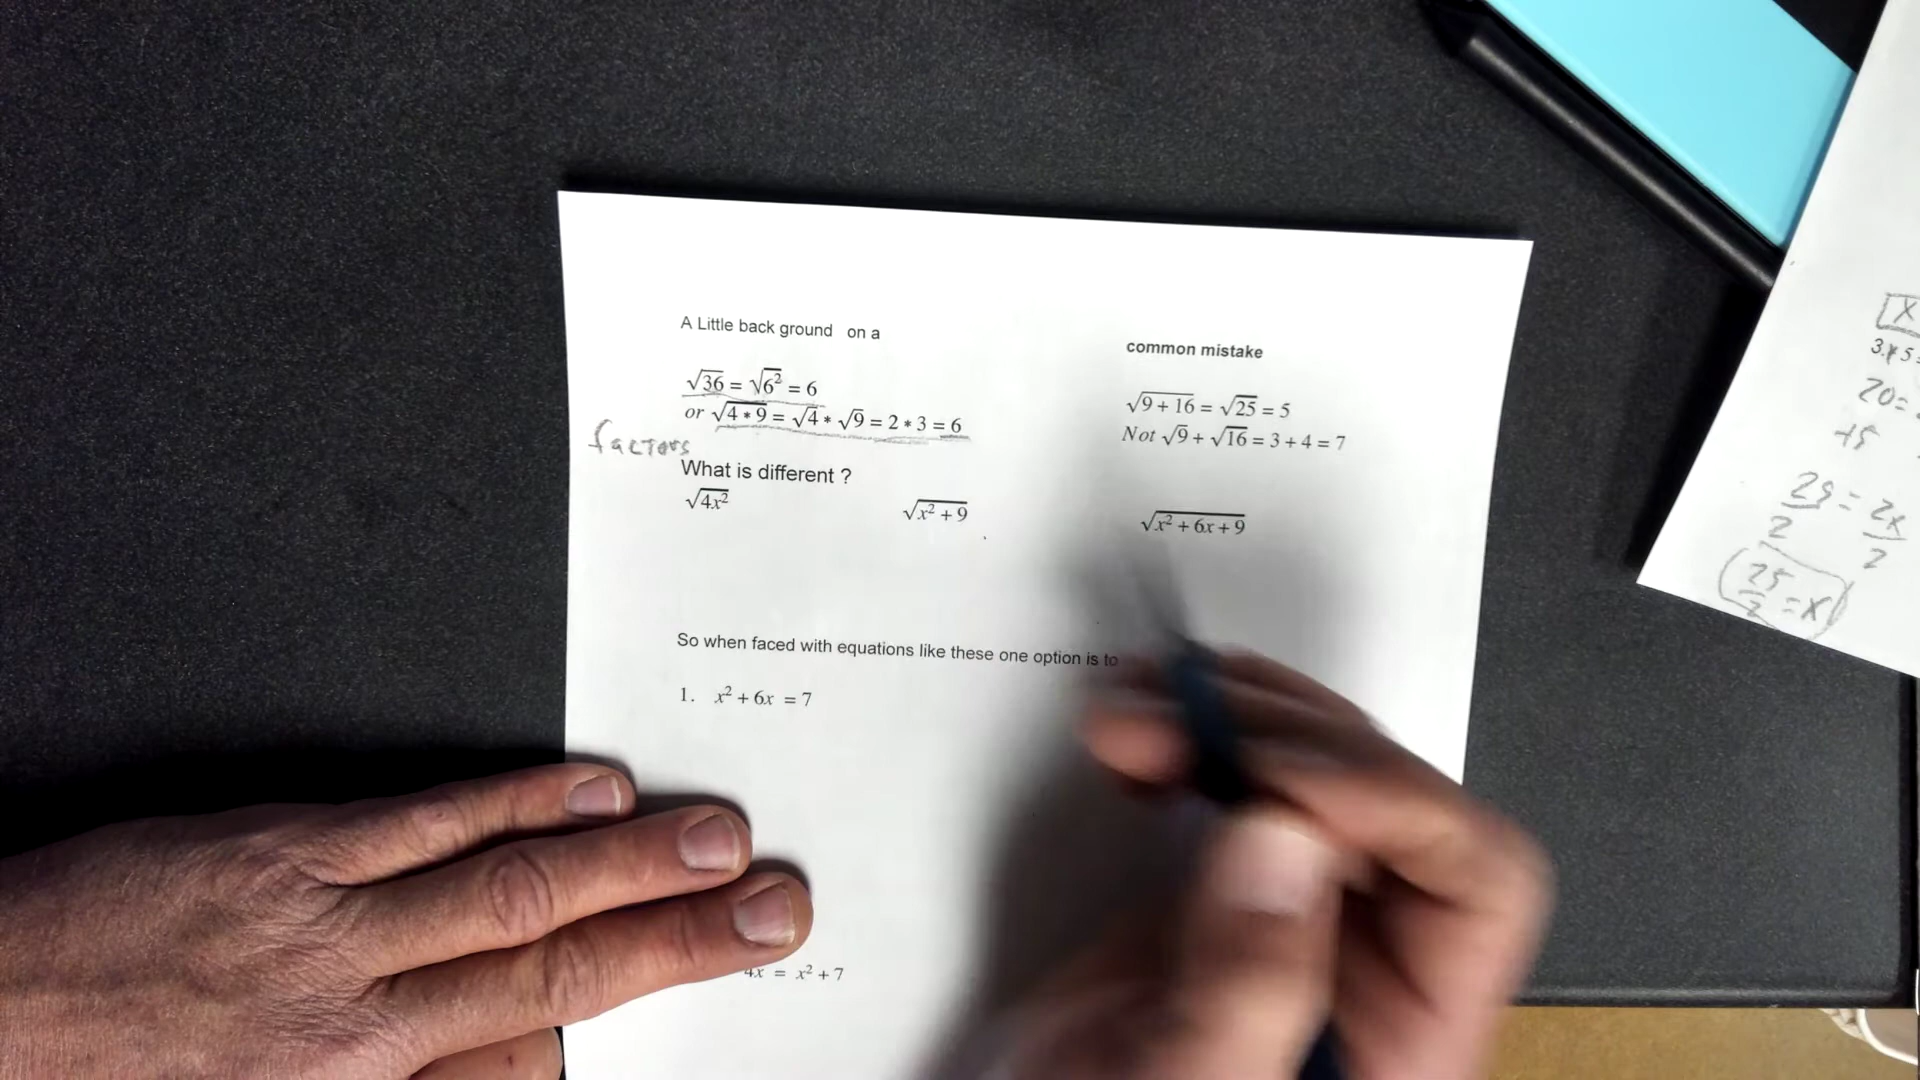 A Little back ground on a
common mistake
√36 = √6² = 6
or √4 * 9 = √4 * √9 = 2 * 3 = 6
√9 + 16 = √25 = 5
Not √9 + √16 = 3 + 4 = 7
factors
What is different ?
√4x²
√x² + 9
√x² + 6x + 9
So when faced with equations like these one option is to
1. x² + 6x = 7
4x = x² + 7
x
20=
+5
25/2 = 2x/2
25/2 = x